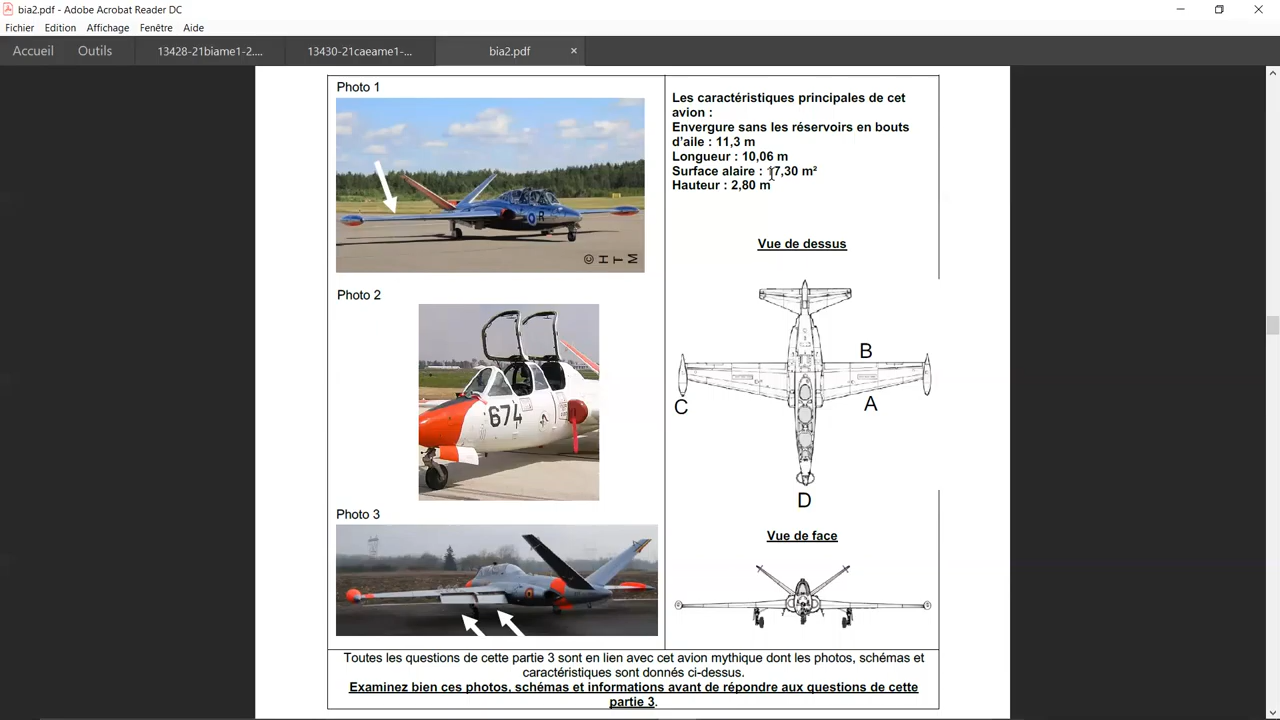 bia2.pdf - Adobe Acrobat Reader DC
Fichier Edition Affichage Fenêtre Aide
Accueil Outils 13428-21biame1-2.... 13430-21caeame1-... bia2.pdf ×
Photo 1
© H T M
R
Photo 2
674
Photo 3
Les caractéristiques principales de cet
avion :
Envergure sans les réservoirs en bouts
d'aile : 11,3 m
Longueur : 10,06 m
Surface alaire : 17,30 m²
Hauteur : 2,80 m
Vue de dessus
B
A
C
D
Vue de face
Toutes les questions de cette partie 3 sont en lien avec cet avion mythique dont les photos, schémas et
caractéristiques sont donnés ci-dessus.
Examinez bien ces photos, schémas et informations avant de répondre aux questions de cette
partie 3.